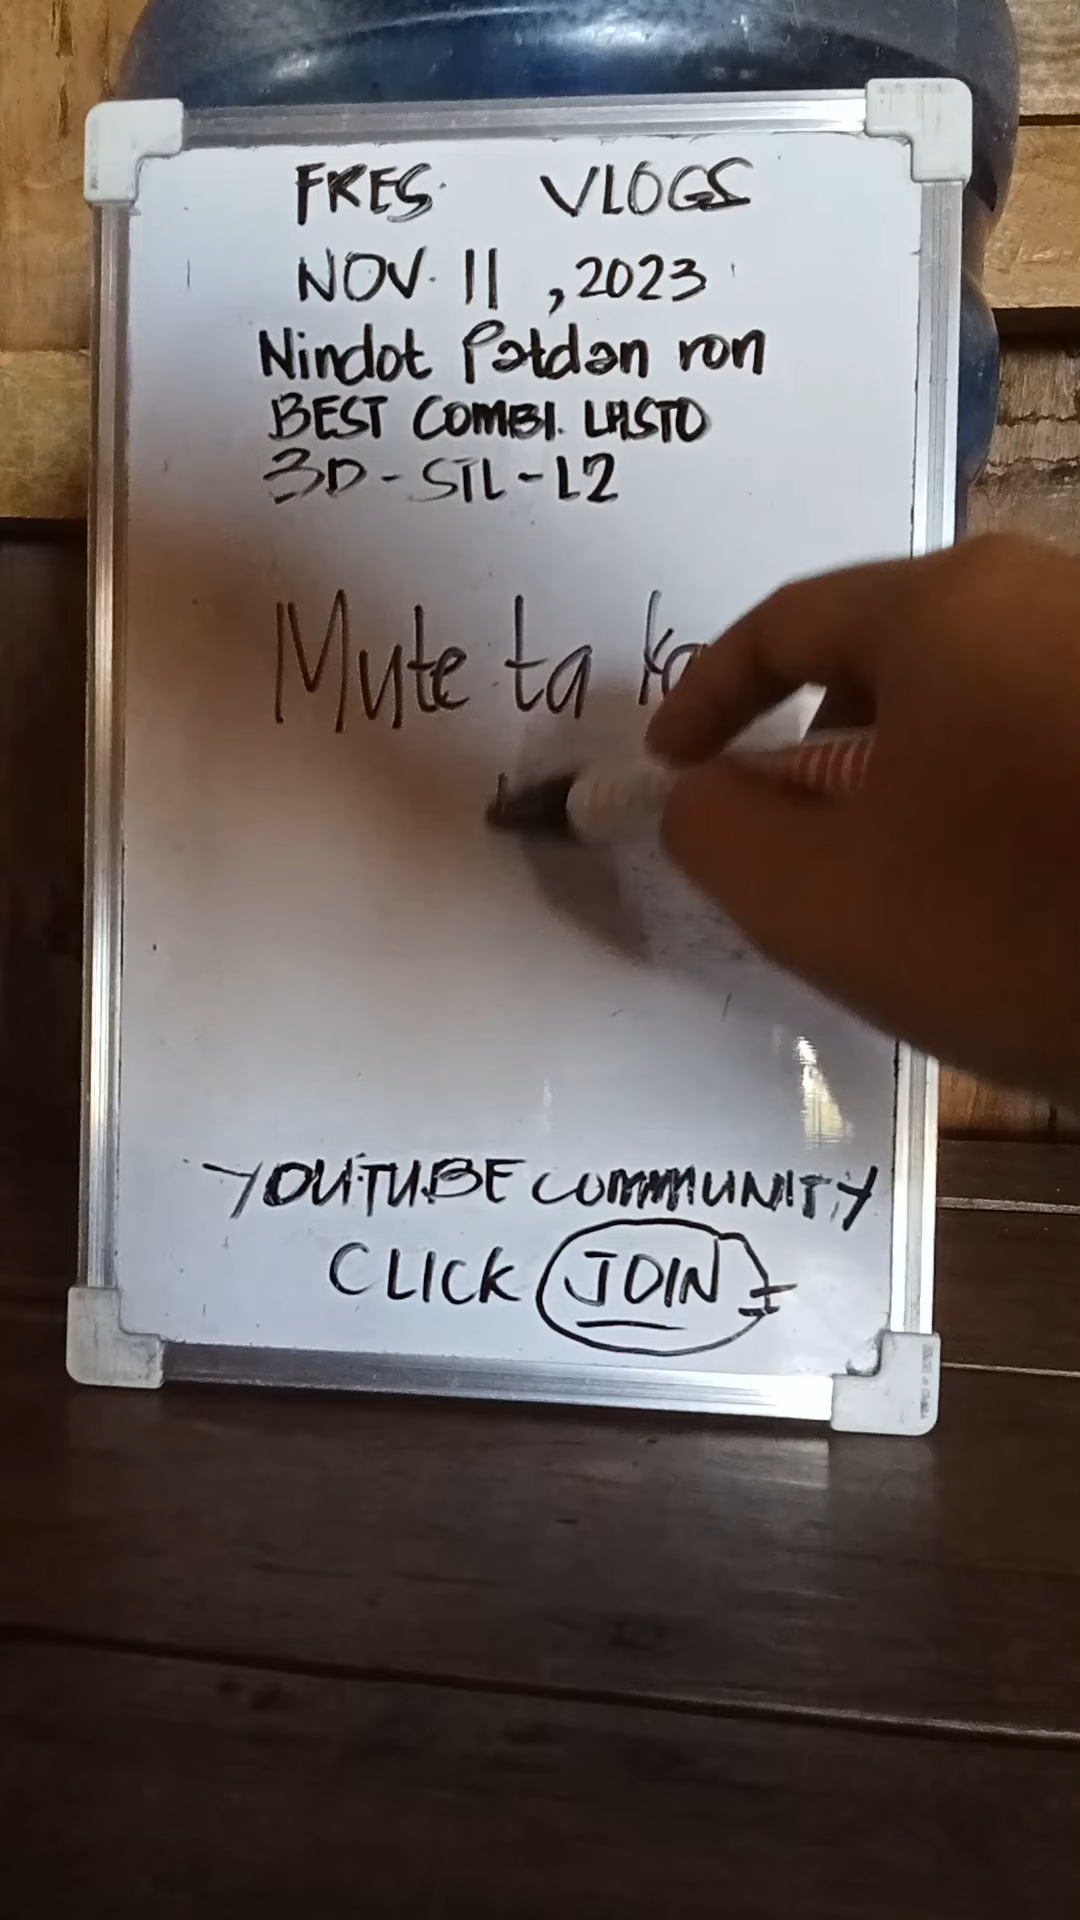 FRES VLOGS
NOV. 11, 2023
Nindot Patdan ron
BEST COMBI. LASTO
3D-STL-L2
Mute ta ka
YOUTUBE COMMUNITY
CLICK JOIN